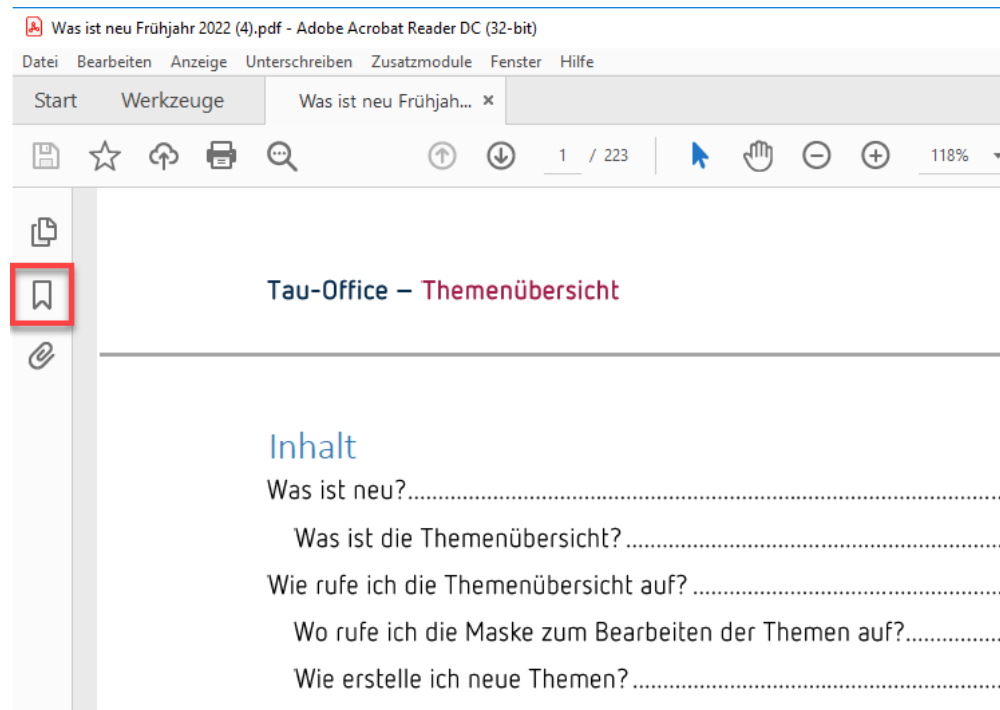 Was ist neu Frühjahr 2022 (4).pdf - Adobe Acrobat Reader DC (32-bit)
Datei Bearbeiten Anzeige Unterschreiben Zusatzmodule Fenster Hilfe
Start Werkzeuge Was ist neu Frühjah... ×
1 / 223 118%
Tau-Office – Themenübersicht
Inhalt
Was ist neu?..........................................................................
Was ist die Themenübersicht?..............................................
Wie rufe ich die Themenübersicht auf?......................................
Wo rufe ich die Maske zum Bearbeiten der Themen auf?...........
Wie erstelle ich neue Themen?.............................................